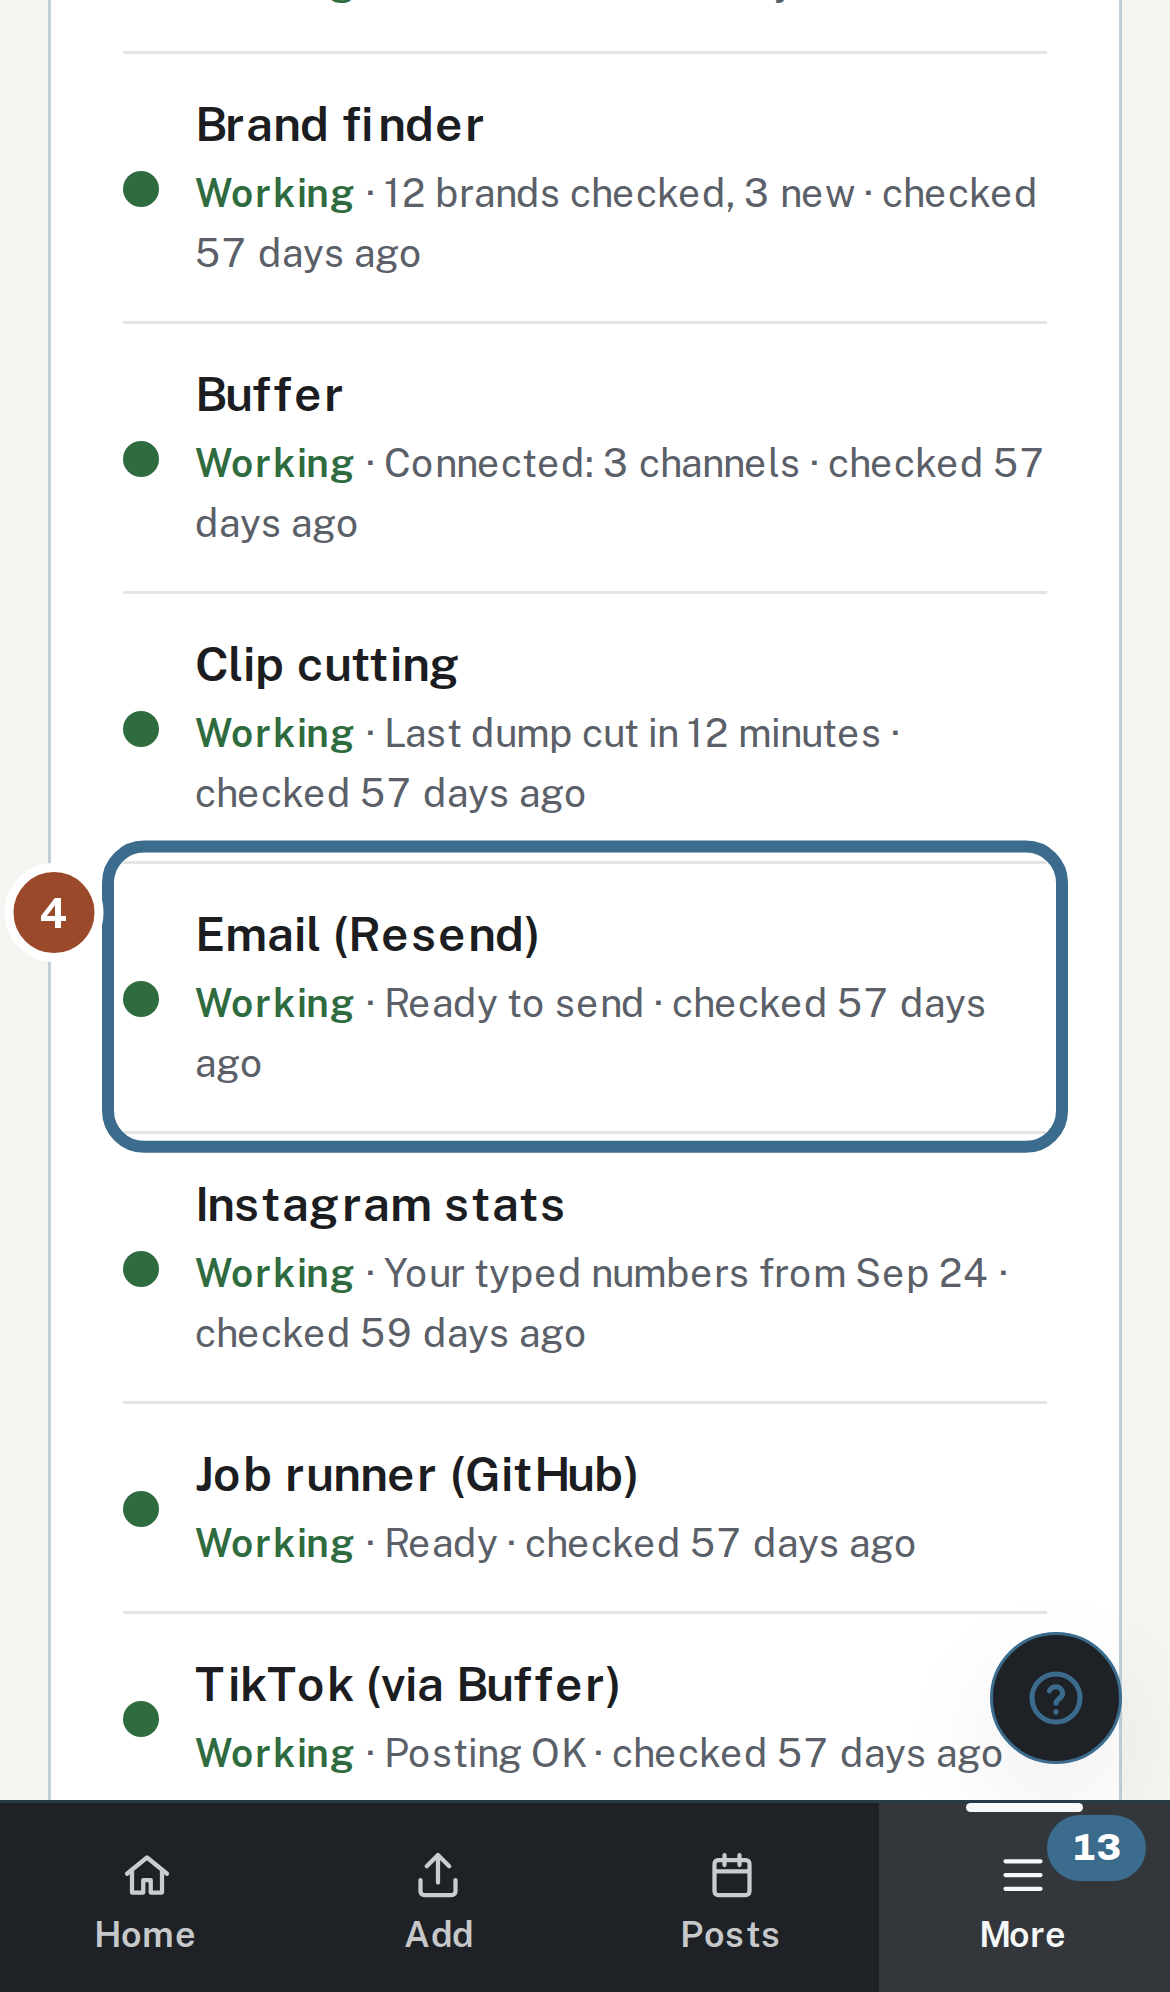 Brand finder
Working · 12 brands checked, 3 new · checked
57 days ago
Buffer
Working · Connected: 3 channels · checked 57
days ago
Clip cutting
Working · Last dump cut in 12 minutes ·
checked 57 days ago
4
Email (Resend)
Working · Ready to send · checked 57 days
ago
Instagram stats
Working · Your typed numbers from Sep 24 ·
checked 59 days ago
Job runner (GitHub)
Working · Ready · checked 57 days ago
TikTok (via Buffer)
Working · Posting OK · checked 57 days ago
13
Home
Add
Posts
More